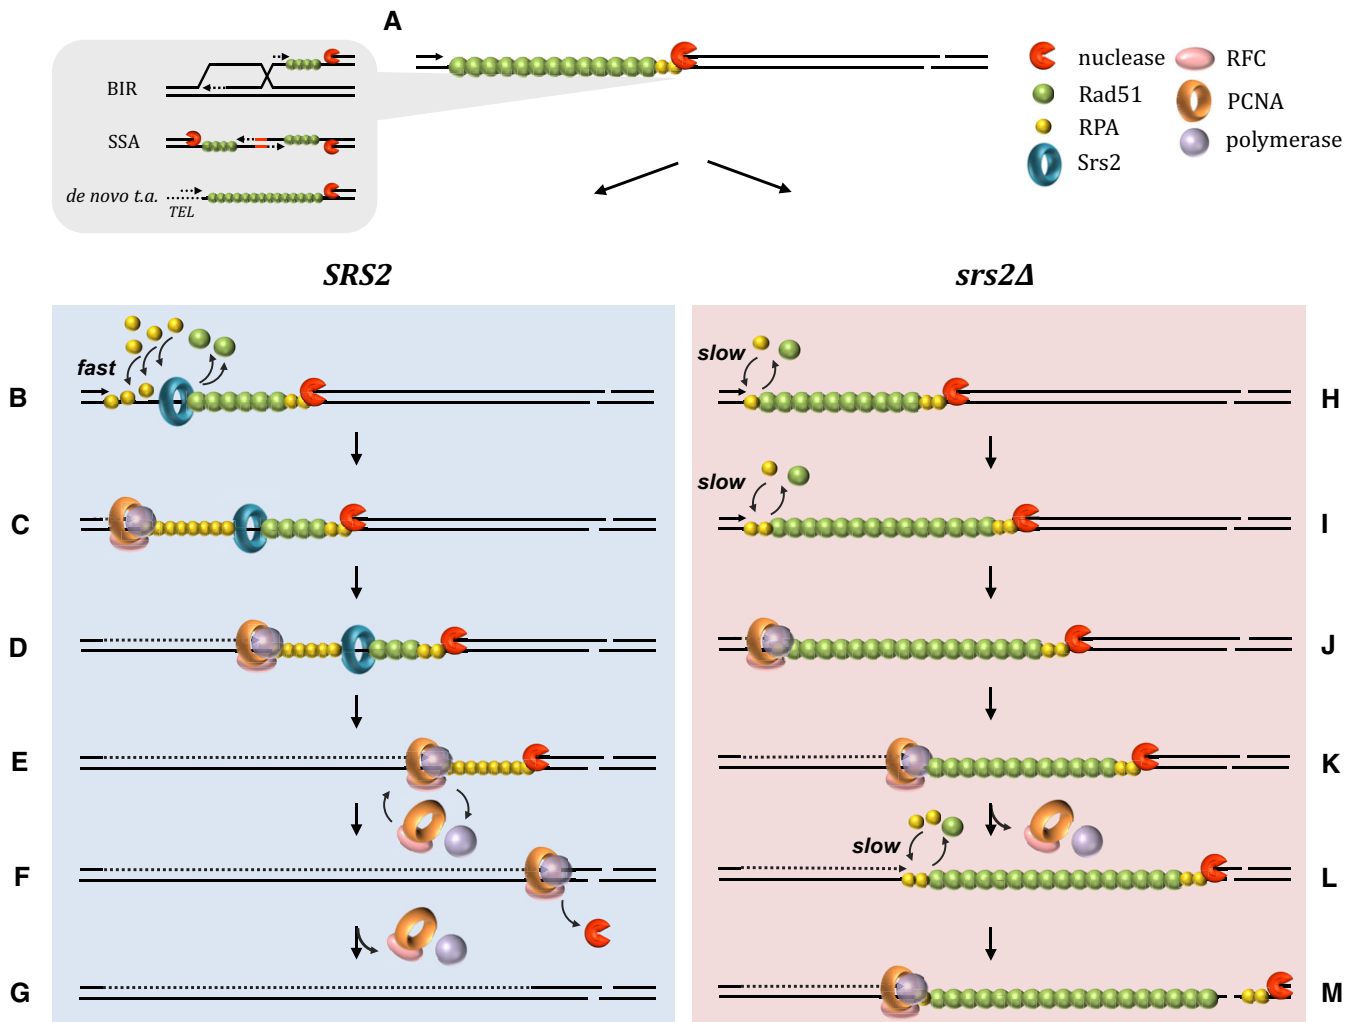 A
BIR
SSA
de novo t.a.
TEL
nuclease
Rad51
RPA
Srs2
RFC
PCNA
polymerase
SRS2
srs2Δ
fast
B
C
D
E
F
G
slow
H
slow
I
J
K
slow
L
M